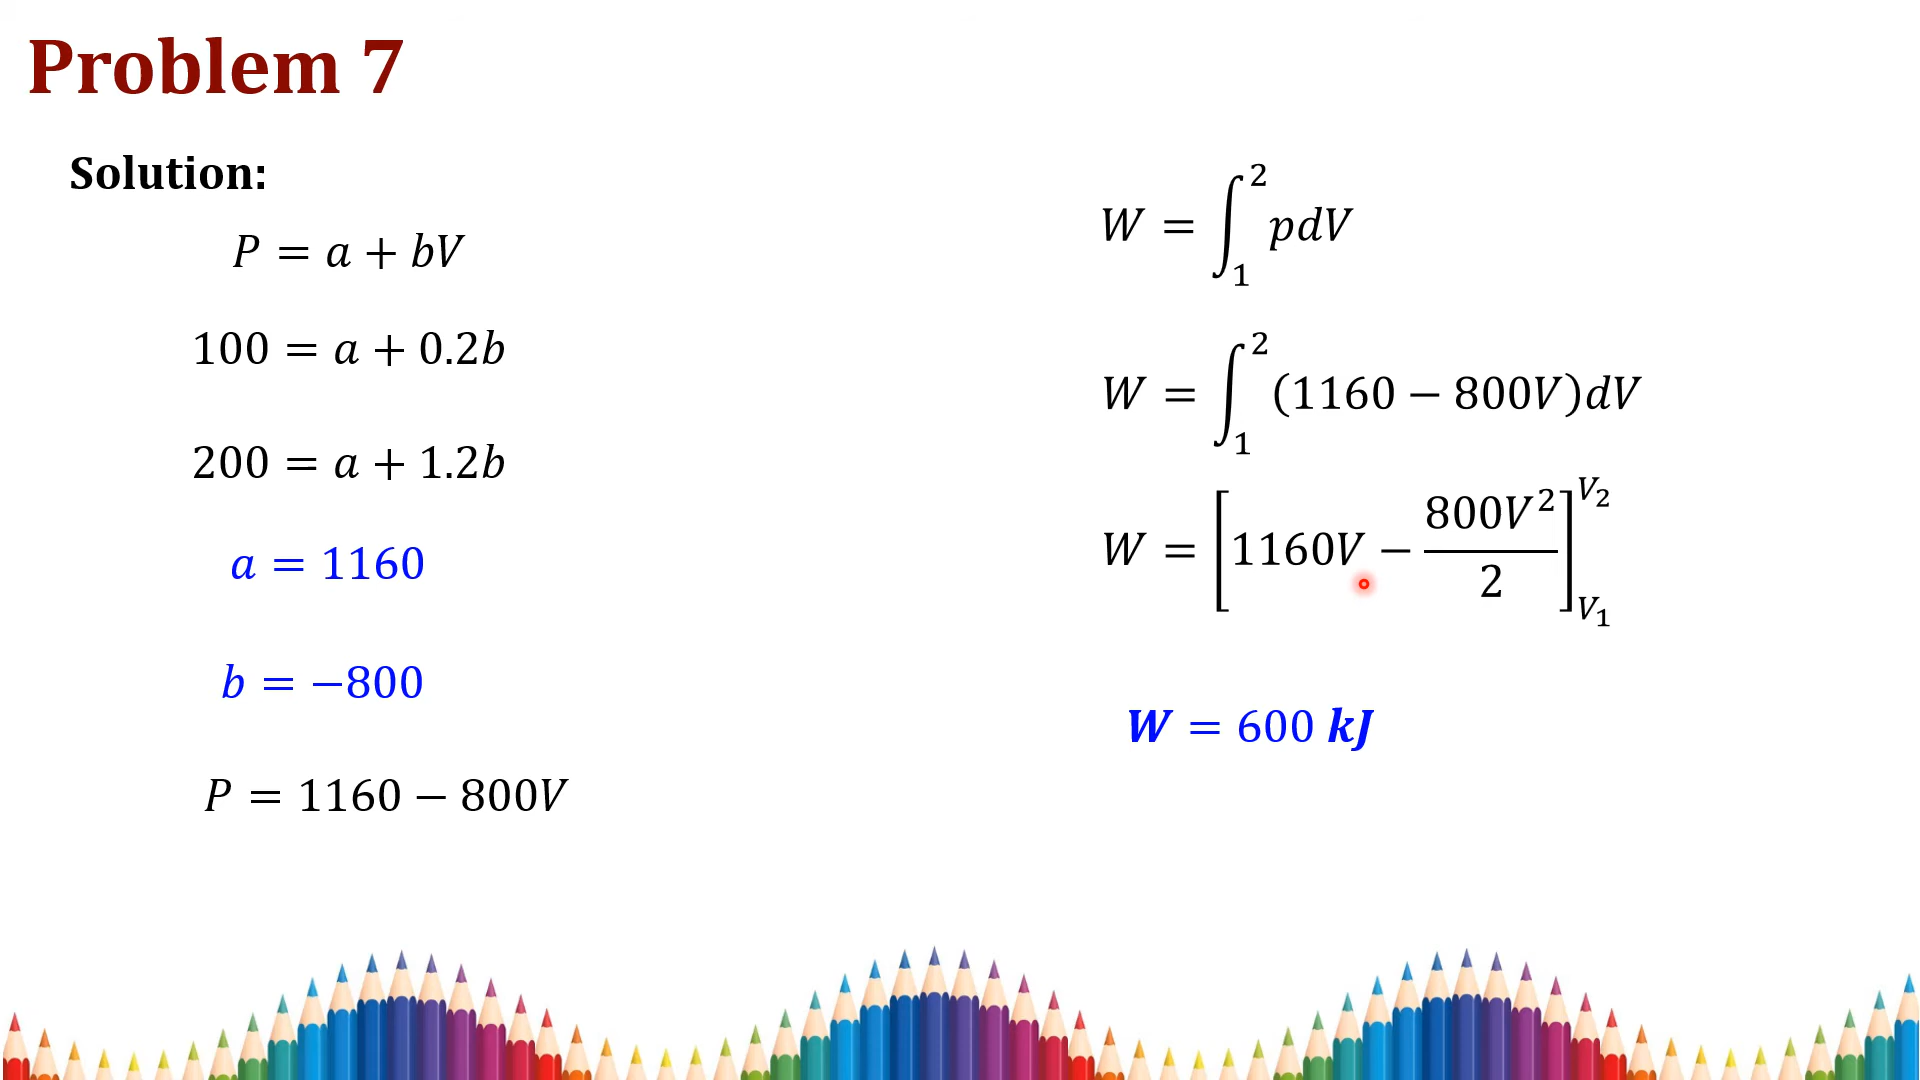 Problem 7
Solution:
P = a + bV
100 = a + 0.2b
200 = a + 1.2b
a = 1160
b = −800
P = 1160 − 800V
W = ∫₁² pdV
W = ∫₁² (1160 − 800V)dV
W = [1160V − 800V²/2]_{V₁}^{V₂}
W = 600 kJ